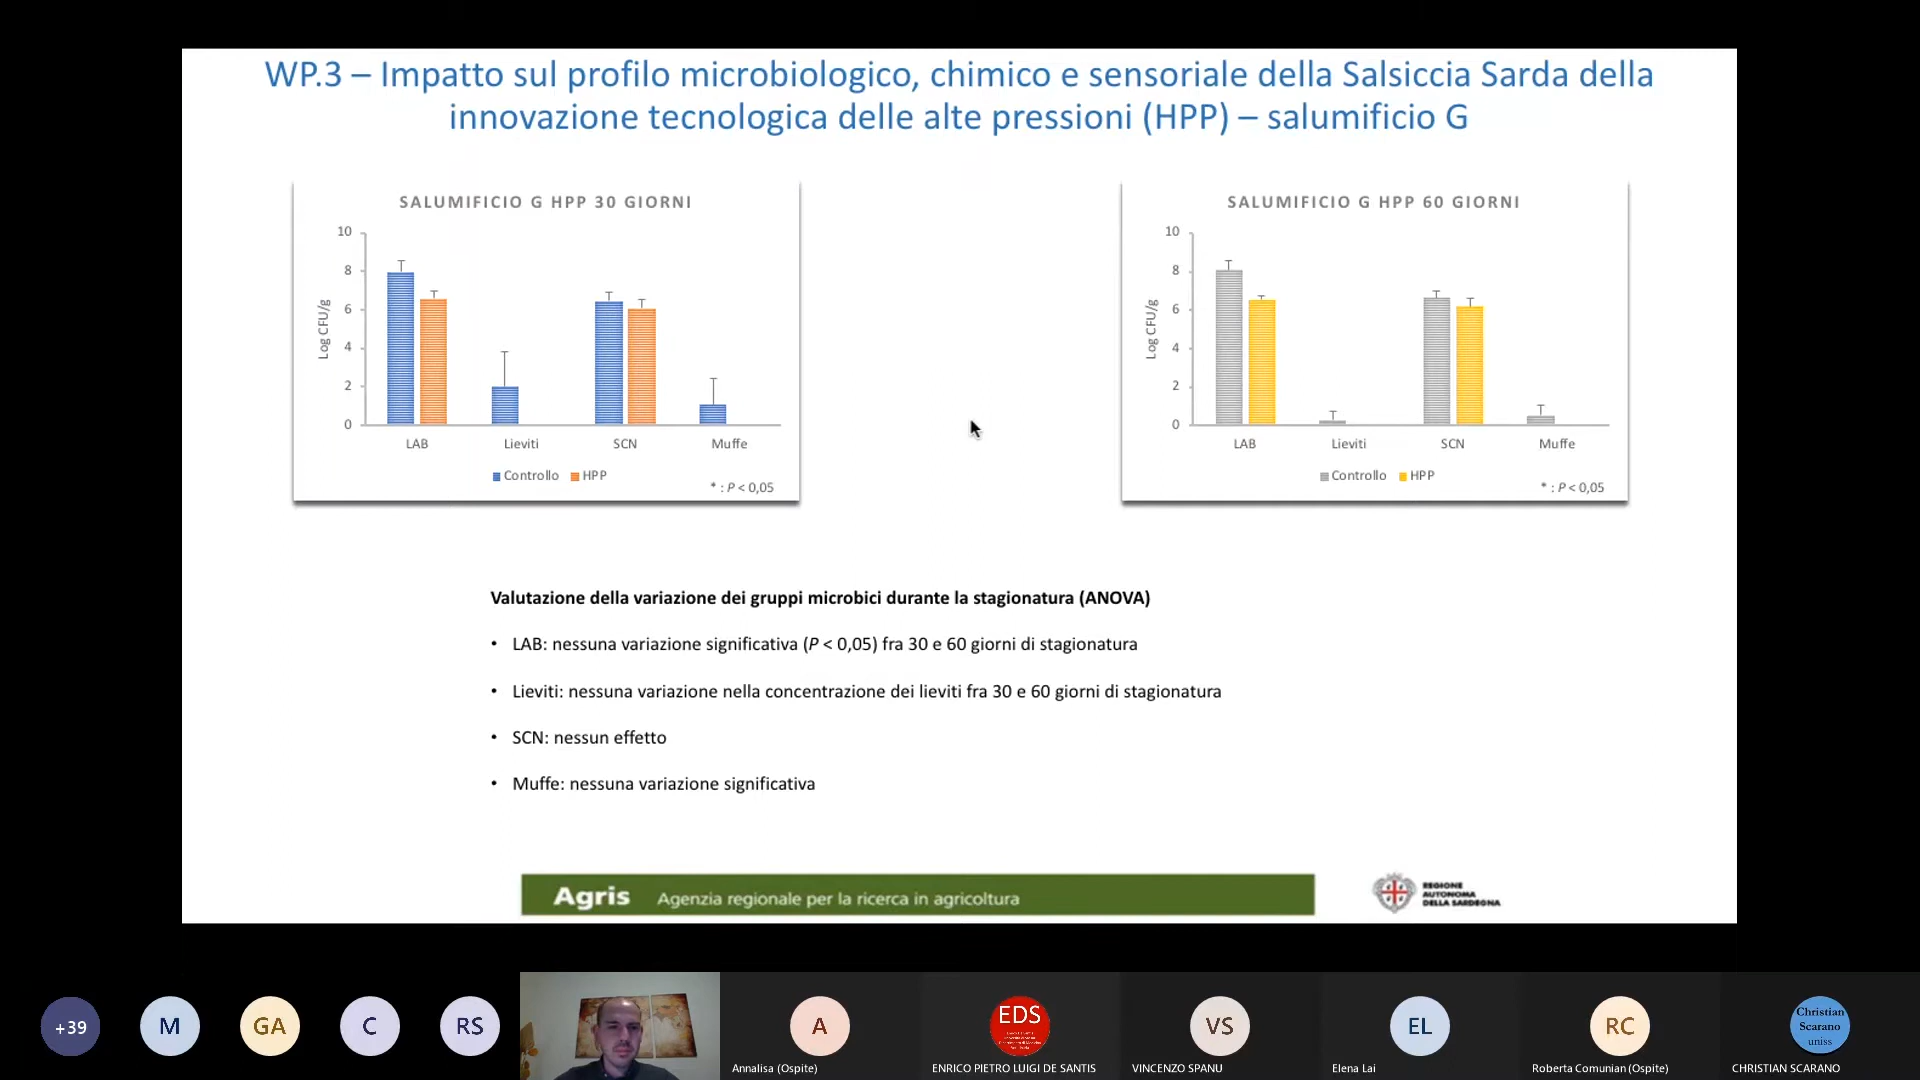 WP.3 – Impatto sul profilo microbiologico, chimico e sensoriale della Salsiccia Sarda della
innovazione tecnologica delle alte pressioni (HPP) – salumificio G
SALUMIFICIO G HPP 30 GIORNI
10
8
6
4
2
0
Log CFU/g
LAB
Lieviti
SCN
Muffe
Controllo
HPP
* : P < 0,05
SALUMIFICIO G HPP 60 GIORNI
10
8
6
4
2
0
Log CFU/g
LAB
Lieviti
SCN
Muffe
Controllo
HPP
* : P < 0,05
Valutazione della variazione dei gruppi microbici durante la stagionatura (ANOVA)
• LAB: nessuna variazione significativa (P < 0,05) fra 30 e 60 giorni di stagionatura
• Lieviti: nessuna variazione nella concentrazione dei lieviti fra 30 e 60 giorni di stagionatura
• SCN: nessun effetto
• Muffe: nessuna variazione significativa
Agris Agenzia regionale per la ricerca in agricoltura
REGIONE
AUTONOMA
DELLA SARDEGNA
+39
M
GA
C
RS
A
Annalisa (Ospite)
EDS
ENRICO PIETRO LUIGI DE SANTIS
VS
VINCENZO SPANU
EL
Elena Lai
RC
Roberta Comunian (Ospite)
Christian
Scarano
uniss
CHRISTIAN SCARANO